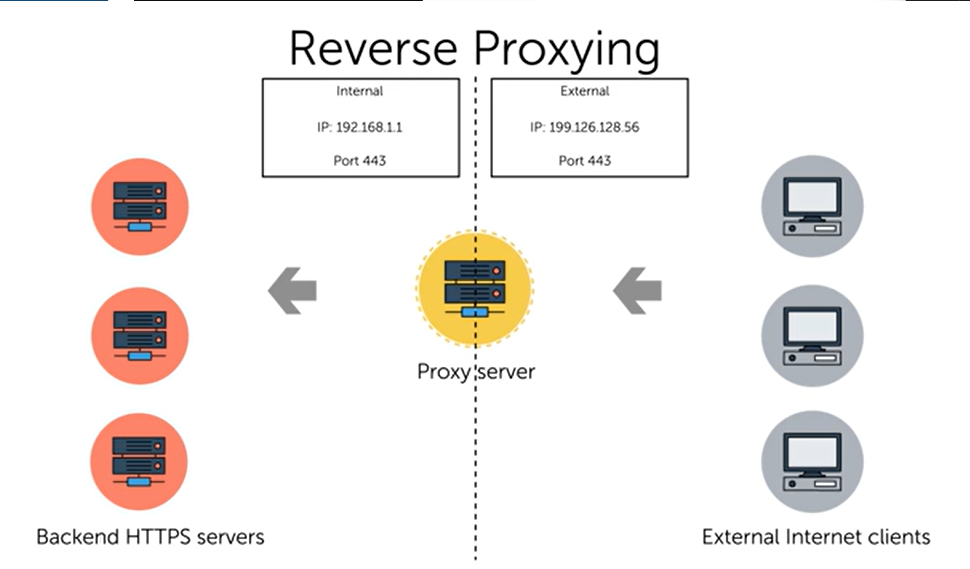 Reverse Proxying
Internal
IP: 192.168.1.1
Port 443
External
IP: 199.126.128.56
Port 443
Proxy server
Backend HTTPS servers
External Internet clients